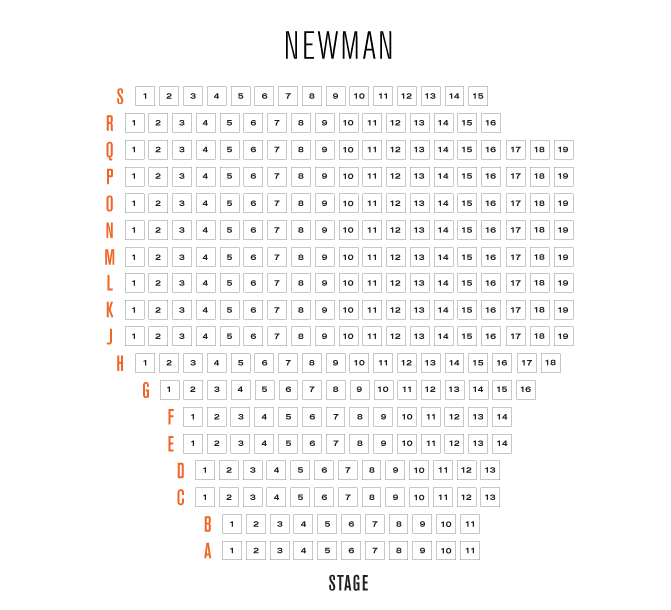 NEWMAN
S 1 2 3 4 5 6 7 8 9 10 11 12 13 14 15
R 1 2 3 4 5 6 7 8 9 10 11 12 13 14 15 16
Q 1 2 3 4 5 6 7 8 9 10 11 12 13 14 15 16 17 18 19
P 1 2 3 4 5 6 7 8 9 10 11 12 13 14 15 16 17 18 19
O 1 2 3 4 5 6 7 8 9 10 11 12 13 14 15 16 17 18 19
N 1 2 3 4 5 6 7 8 9 10 11 12 13 14 15 16 17 18 19
M 1 2 3 4 5 6 7 8 9 10 11 12 13 14 15 16 17 18 19
L 1 2 3 4 5 6 7 8 9 10 11 12 13 14 15 16 17 18 19
K 1 2 3 4 5 6 7 8 9 10 11 12 13 14 15 16 17 18 19
J 1 2 3 4 5 6 7 8 9 10 11 12 13 14 15 16 17 18 19
H 1 2 3 4 5 6 7 8 9 10 11 12 13 14 15 16 17 18
G 1 2 3 4 5 6 7 8 9 10 11 12 13 14 15 16
F 1 2 3 4 5 6 7 8 9 10 11 12 13 14
E 1 2 3 4 5 6 7 8 9 10 11 12 13 14
D 1 2 3 4 5 6 7 8 9 10 11 12 13
C 1 2 3 4 5 6 7 8 9 10 11 12 13
B 1 2 3 4 5 6 7 8 9 10 11
A 1 2 3 4 5 6 7 8 9 10 11
STAGE